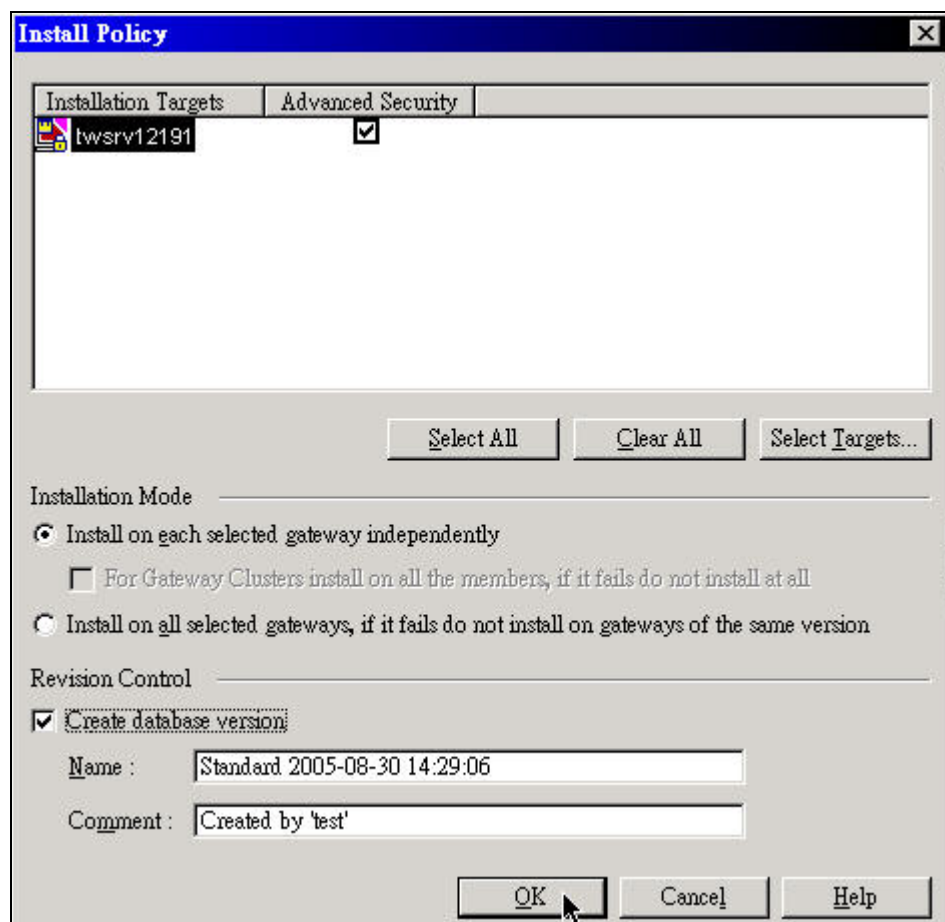 Install Policy
Installation Targets Advanced Security
twsrv12191
Select All Clear All Select Targets...
Installation Mode
Install on each selected gateway independently
For Gateway Clusters install on all the members, if it fails do not install at all
Install on all selected gateways, if it fails do not install on gateways of the same version
Revision Control
Create database version
Name : Standard 2005-08-30 14:29:06
Comment : Created by 'test'
OK Cancel Help